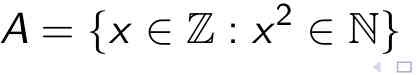 A = {x ∈ ℤ : x² ∈ ℕ}